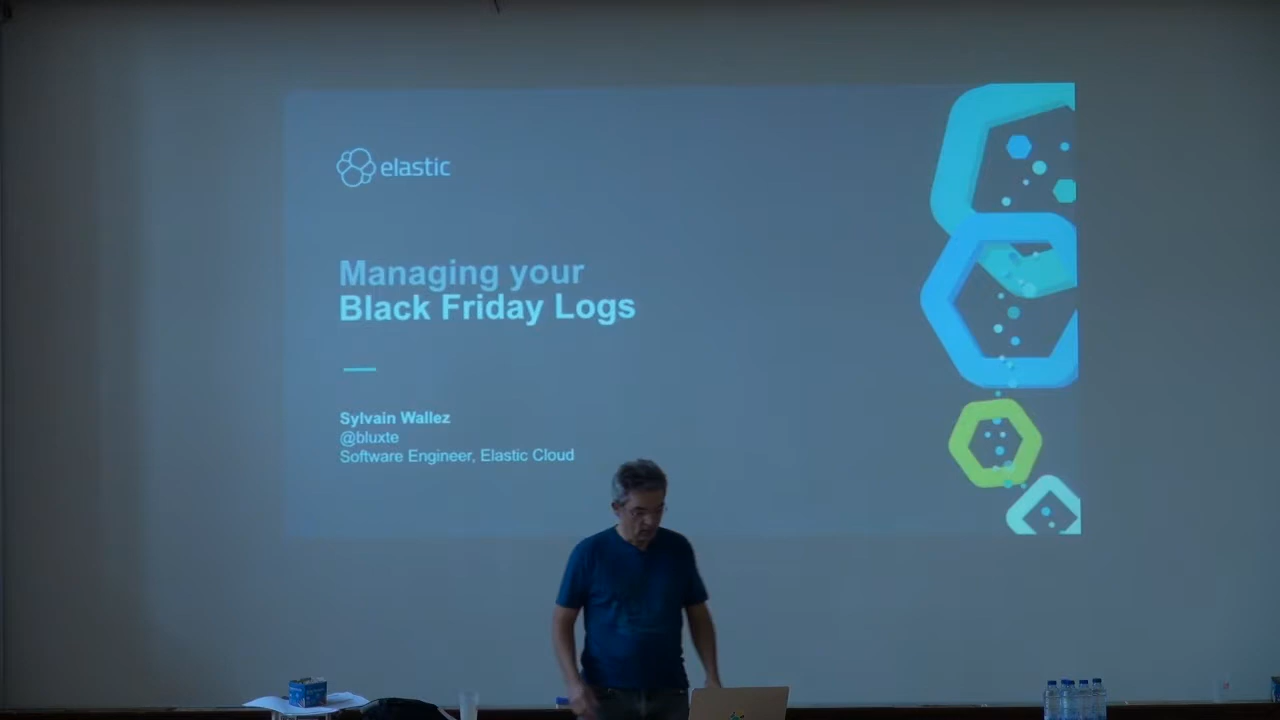 elastic
Managing your
Black Friday Logs
Sylvain Wallez
@bluxte
Software Engineer, Elastic Cloud